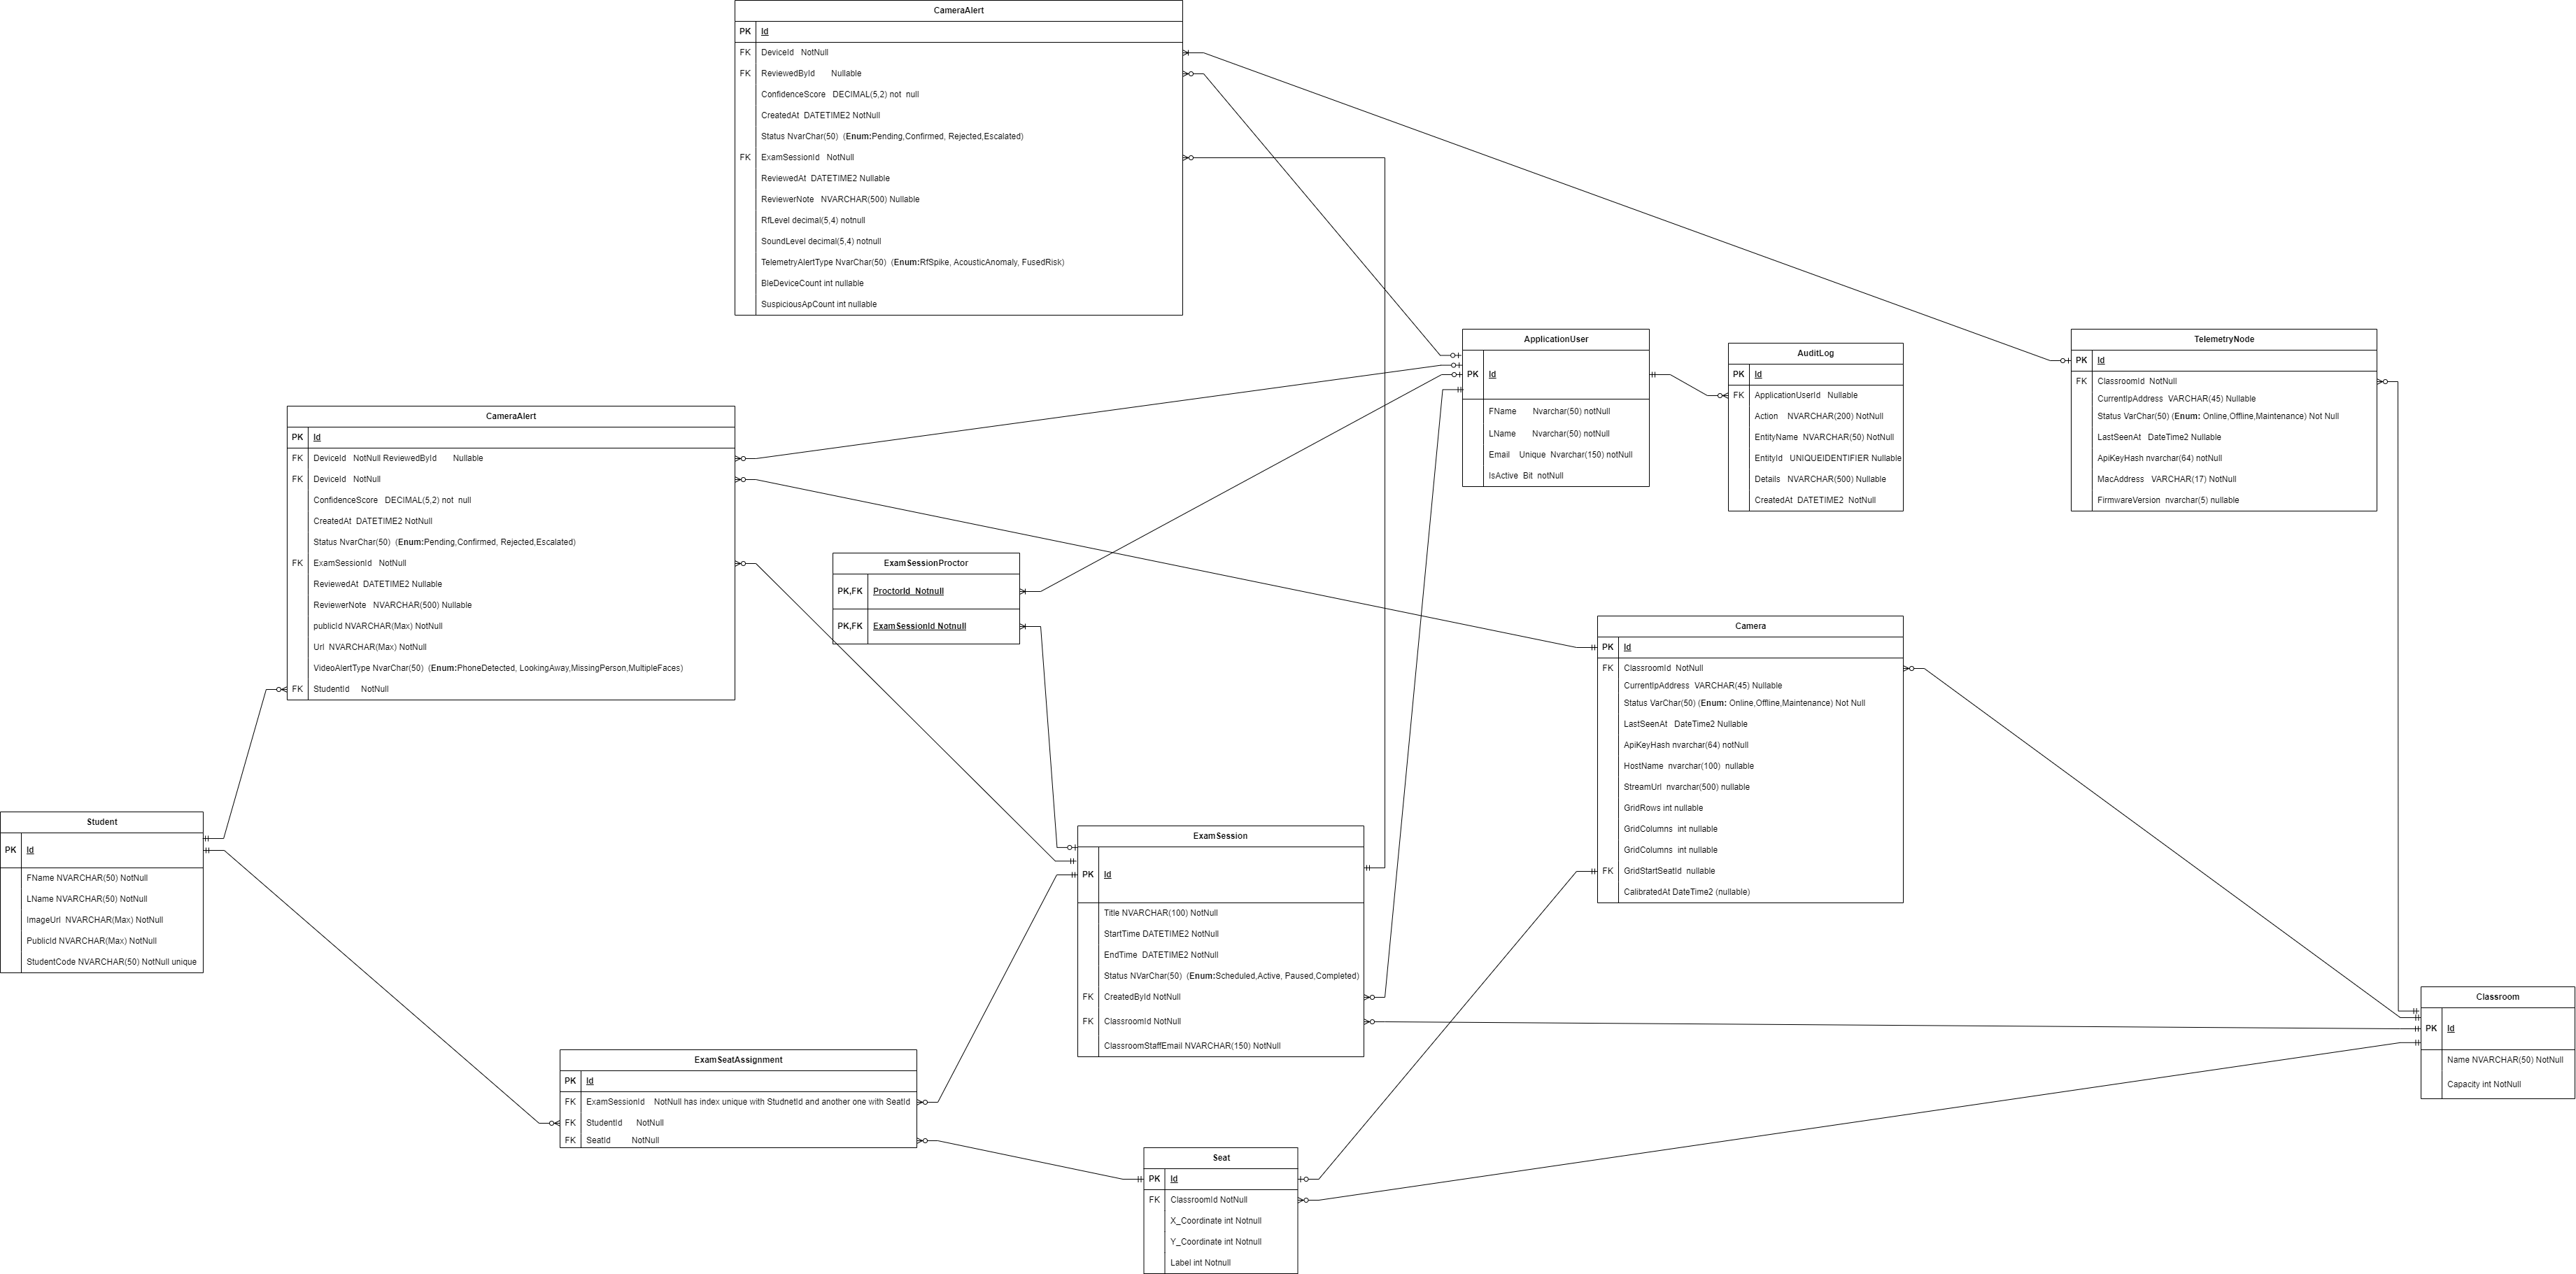 CameraAlert
PK Id
FK DeviceId NotNull
FK ReviewedById Nullable
ConfidenceScore DECIMAL(5,2) not null
CreatedAt DATETIME2 NotNull
Status NvarChar(50) (Enum:Pending,Confirmed, Rejected,Escalated)
FK ExamSessionId NotNull
ReviewedAt DATETIME2 Nullable
ReviewerNote NVARCHAR(500) Nullable
RfLevel decimal(5,4) notnull
SoundLevel decimal(5,4) notnull
TelemetryAlertType NvarChar(50) (Enum:RfSpike, AcousticAnomaly, FusedRisk)
BleDeviceCount int nullable
SuspiciousApCount int nullable
ApplicationUser
PK Id
FName Nvarchar(50) notNull
LName Nvarchar(50) notNull
Email Unique Nvarchar(150) notNull
IsActive Bit notNull
AuditLog
PK Id
FK ApplicationUserId Nullable
Action NVARCHAR(200) NotNull
EntityName NVARCHAR(50) NotNull
EntityId UNIQUEIDENTIFIER Nullable
Details NVARCHAR(500) Nullable
CreatedAt DATETIME2 NotNull
TelemetryNode
PK Id
FK ClassroomId NotNull
CurrentIpAddress VARCHAR(45) Nullable
Status VarChar(50) (Enum: Online,Offline,Maintenance) Not Null
LastSeenAt DateTime2 Nullable
ApiKeyHash nvarchar(64) notNull
MacAddress VARCHAR(17) NotNull
FirmwareVersion nvarchar(5) nullable
CameraAlert
PK Id
FK DeviceId NotNull ReviewedById Nullable
FK DeviceId NotNull
ConfidenceScore DECIMAL(5,2) not null
CreatedAt DATETIME2 NotNull
Status NvarChar(50) (Enum:Pending,Confirmed, Rejected,Escalated)
FK ExamSessionId NotNull
ReviewedAt DATETIME2 Nullable
ReviewerNote NVARCHAR(500) Nullable
publicId NVARCHAR(Max) NotNull
Url NVARCHAR(Max) NotNull
VideoAlertType NvarChar(50) (Enum:PhoneDetected, LookingAway,MissingPerson,MultipleFaces)
FK StudentId NotNull
ExamSessionProctor
PK,FK ProctorId Notnull
PK,FK ExamSessionId Notnull
Camera
PK Id
FK ClassroomId NotNull
CurrentIpAddress VARCHAR(45) Nullable
Status VarChar(50) (Enum: Online,Offline,Maintenance) Not Null
LastSeenAt DateTime2 Nullable
ApiKeyHash nvarchar(64) notNull
HostName nvarchar(100) nullable
StreamUrl nvarchar(500) nullable
GridRows int nullable
GridColumns int nullable
GridColumns int nullable
FK GridStartSeatId nullable
CalibratedAt DateTime2 (nullable)
Student
PK Id
FName NVARCHAR(50) NotNull
LName NVARCHAR(50) NotNull
ImageUrl NVARCHAR(Max) NotNull
PublicId NVARCHAR(Max) NotNull
StudentCode NVARCHAR(50) NotNull unique
ExamSession
PK Id
Title NVARCHAR(100) NotNull
StartTime DATETIME2 NotNull
EndTime DATETIME2 NotNull
Status NVarChar(50) (Enum:Scheduled,Active, Paused,Completed)
FK CreatedById NotNull
FK ClassroomId NotNull
ClassroomStaffEmail NVARCHAR(150) NotNull
Classroom
PK Id
Name NVARCHAR(50) NotNull
Capacity int NotNull
ExamSeatAssignment
PK Id
FK ExamSessionId NotNull has index unique with StudnetId and another one with SeatId
FK StudentId NotNull
FK SeatId NotNull
Seat
PK Id
FK ClassroomId NotNull
X_Coordinate int Notnull
Y_Coordinate int Notnull
Label int Notnull